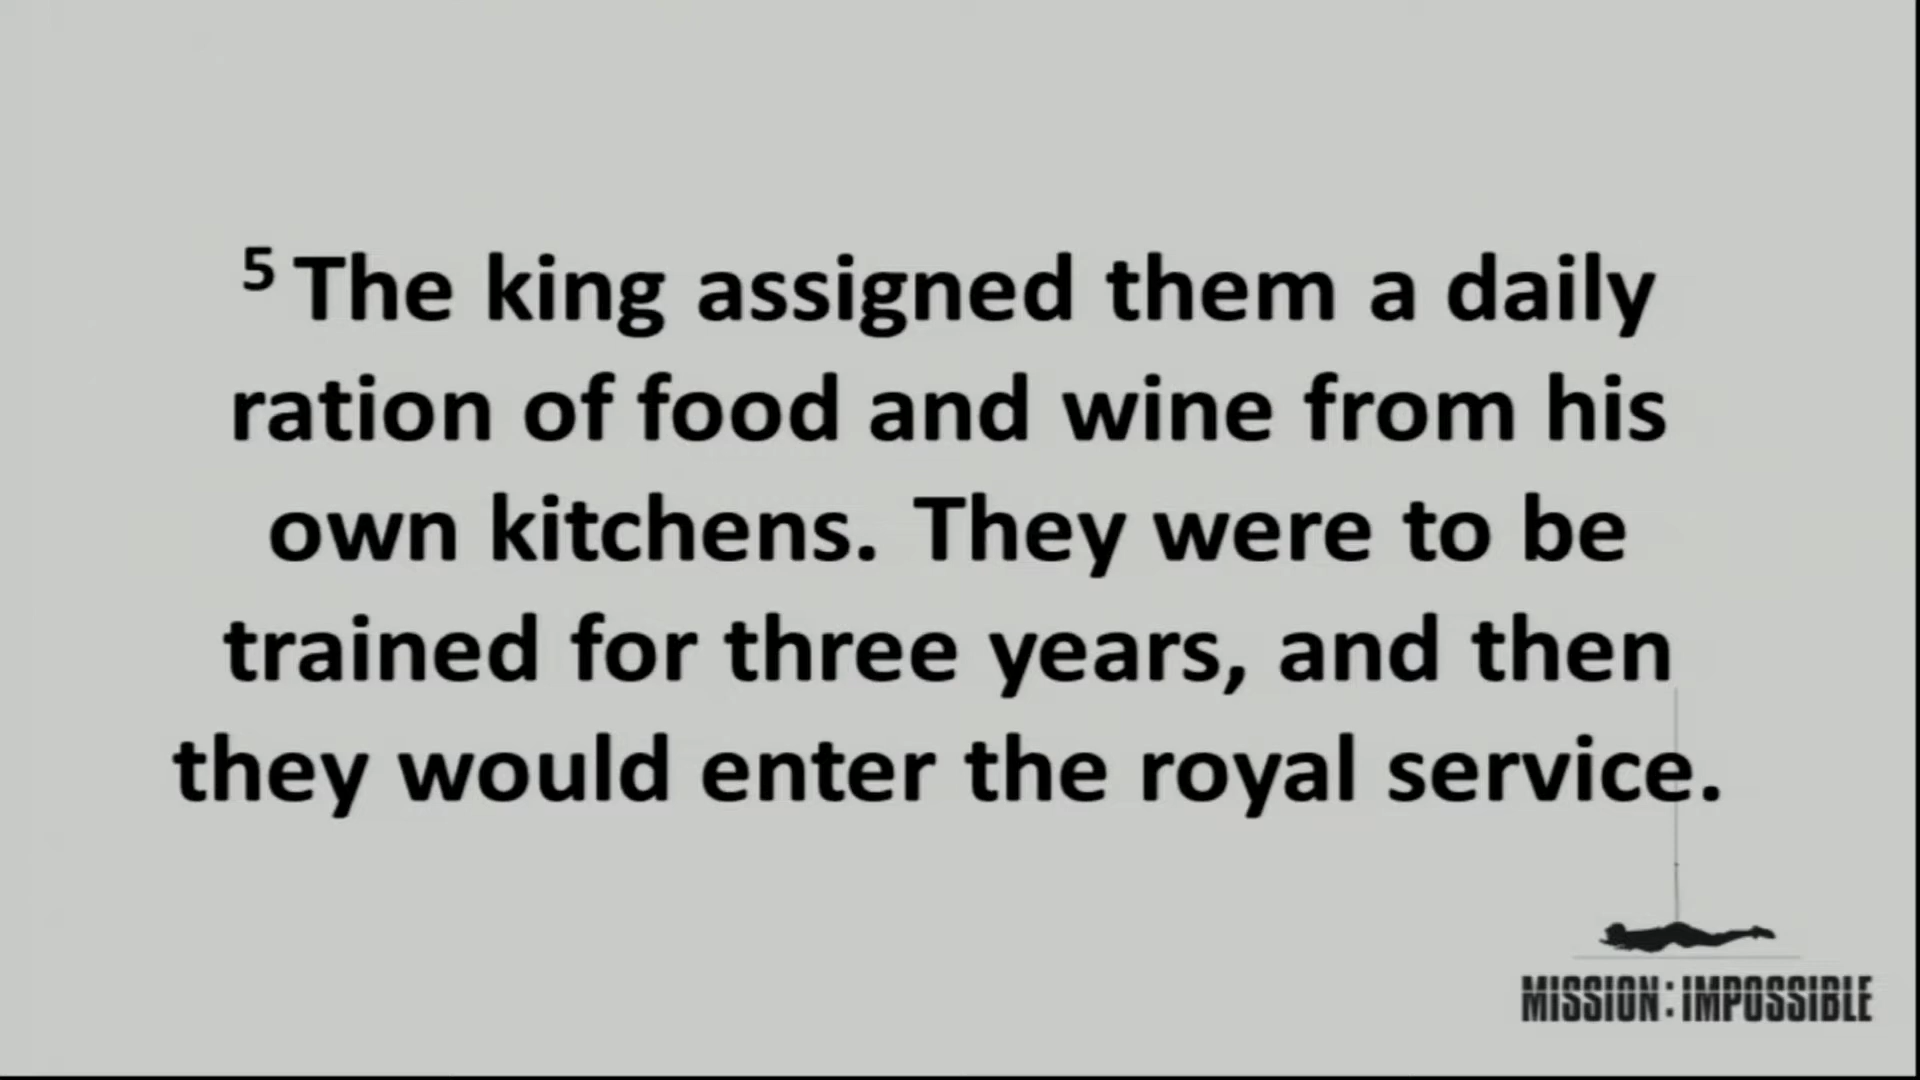 5 The king assigned them a daily
ration of food and wine from his
own kitchens. They were to be
trained for three years, and then
they would enter the royal service.
MISSION: IMPOSSIBLE